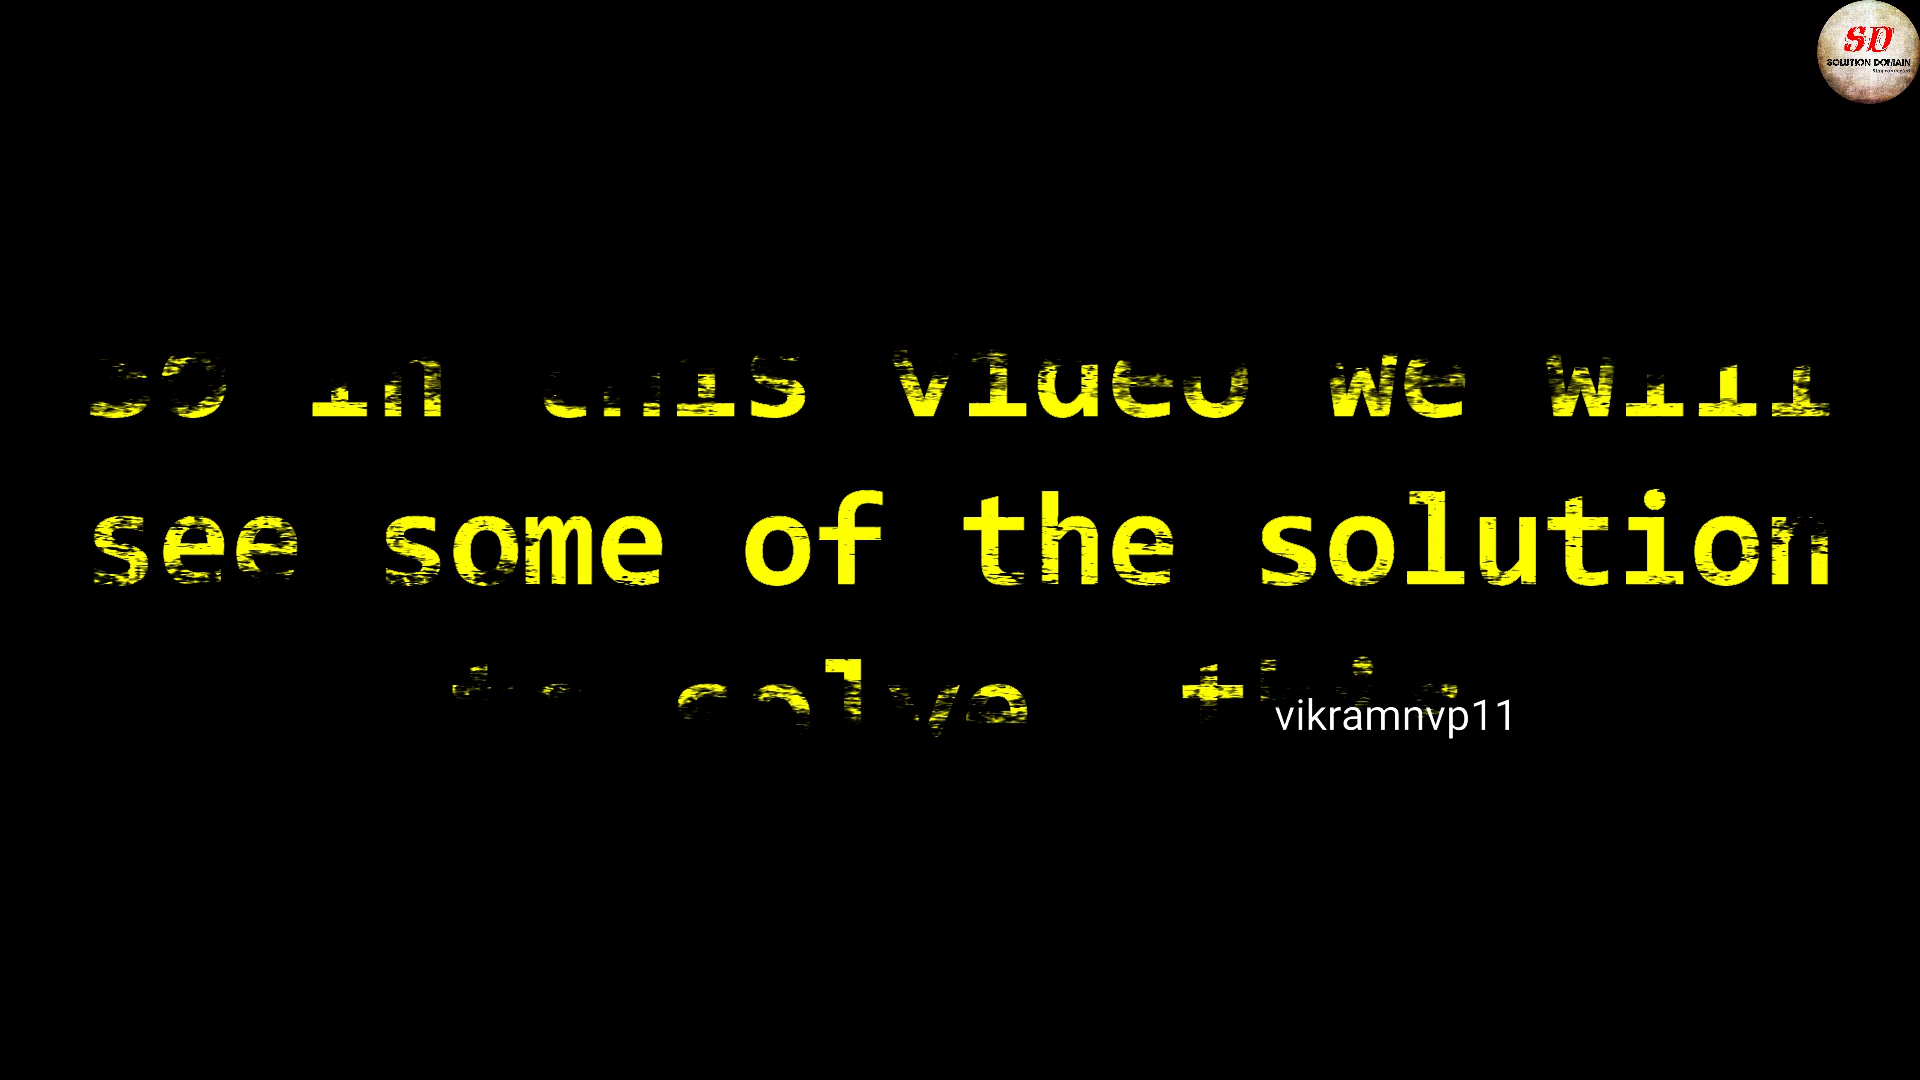 SD
SOLUTION DOMAIN
so in this video we will
see some of the solution
to solve this
vikramnvp11